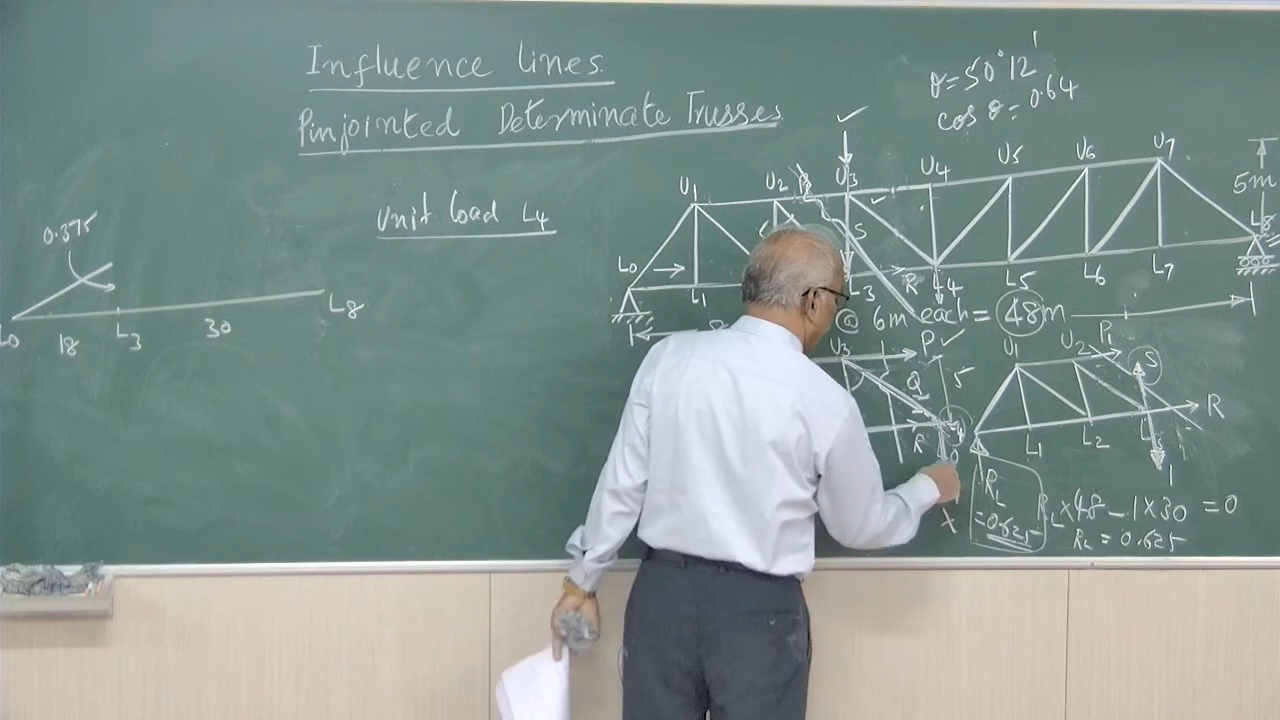 Influence lines
Pinjointed Determinate Trusses
θ = 50°12'
cos θ = 0.64
Unit load L4
0.375
L0 18 L3 30 L8
U1 U2 U3 U4 U5 U6 U7
5m
S
L0 L1 L3 R L4 L5 L6 L7 L8
@ 6m each = 48m
U3 P 5 Q R
U1 U2 P1 S R
L1 L2 1
RL = 0.625
RL × 48 - 1 × 30 = 0
RL = 0.625